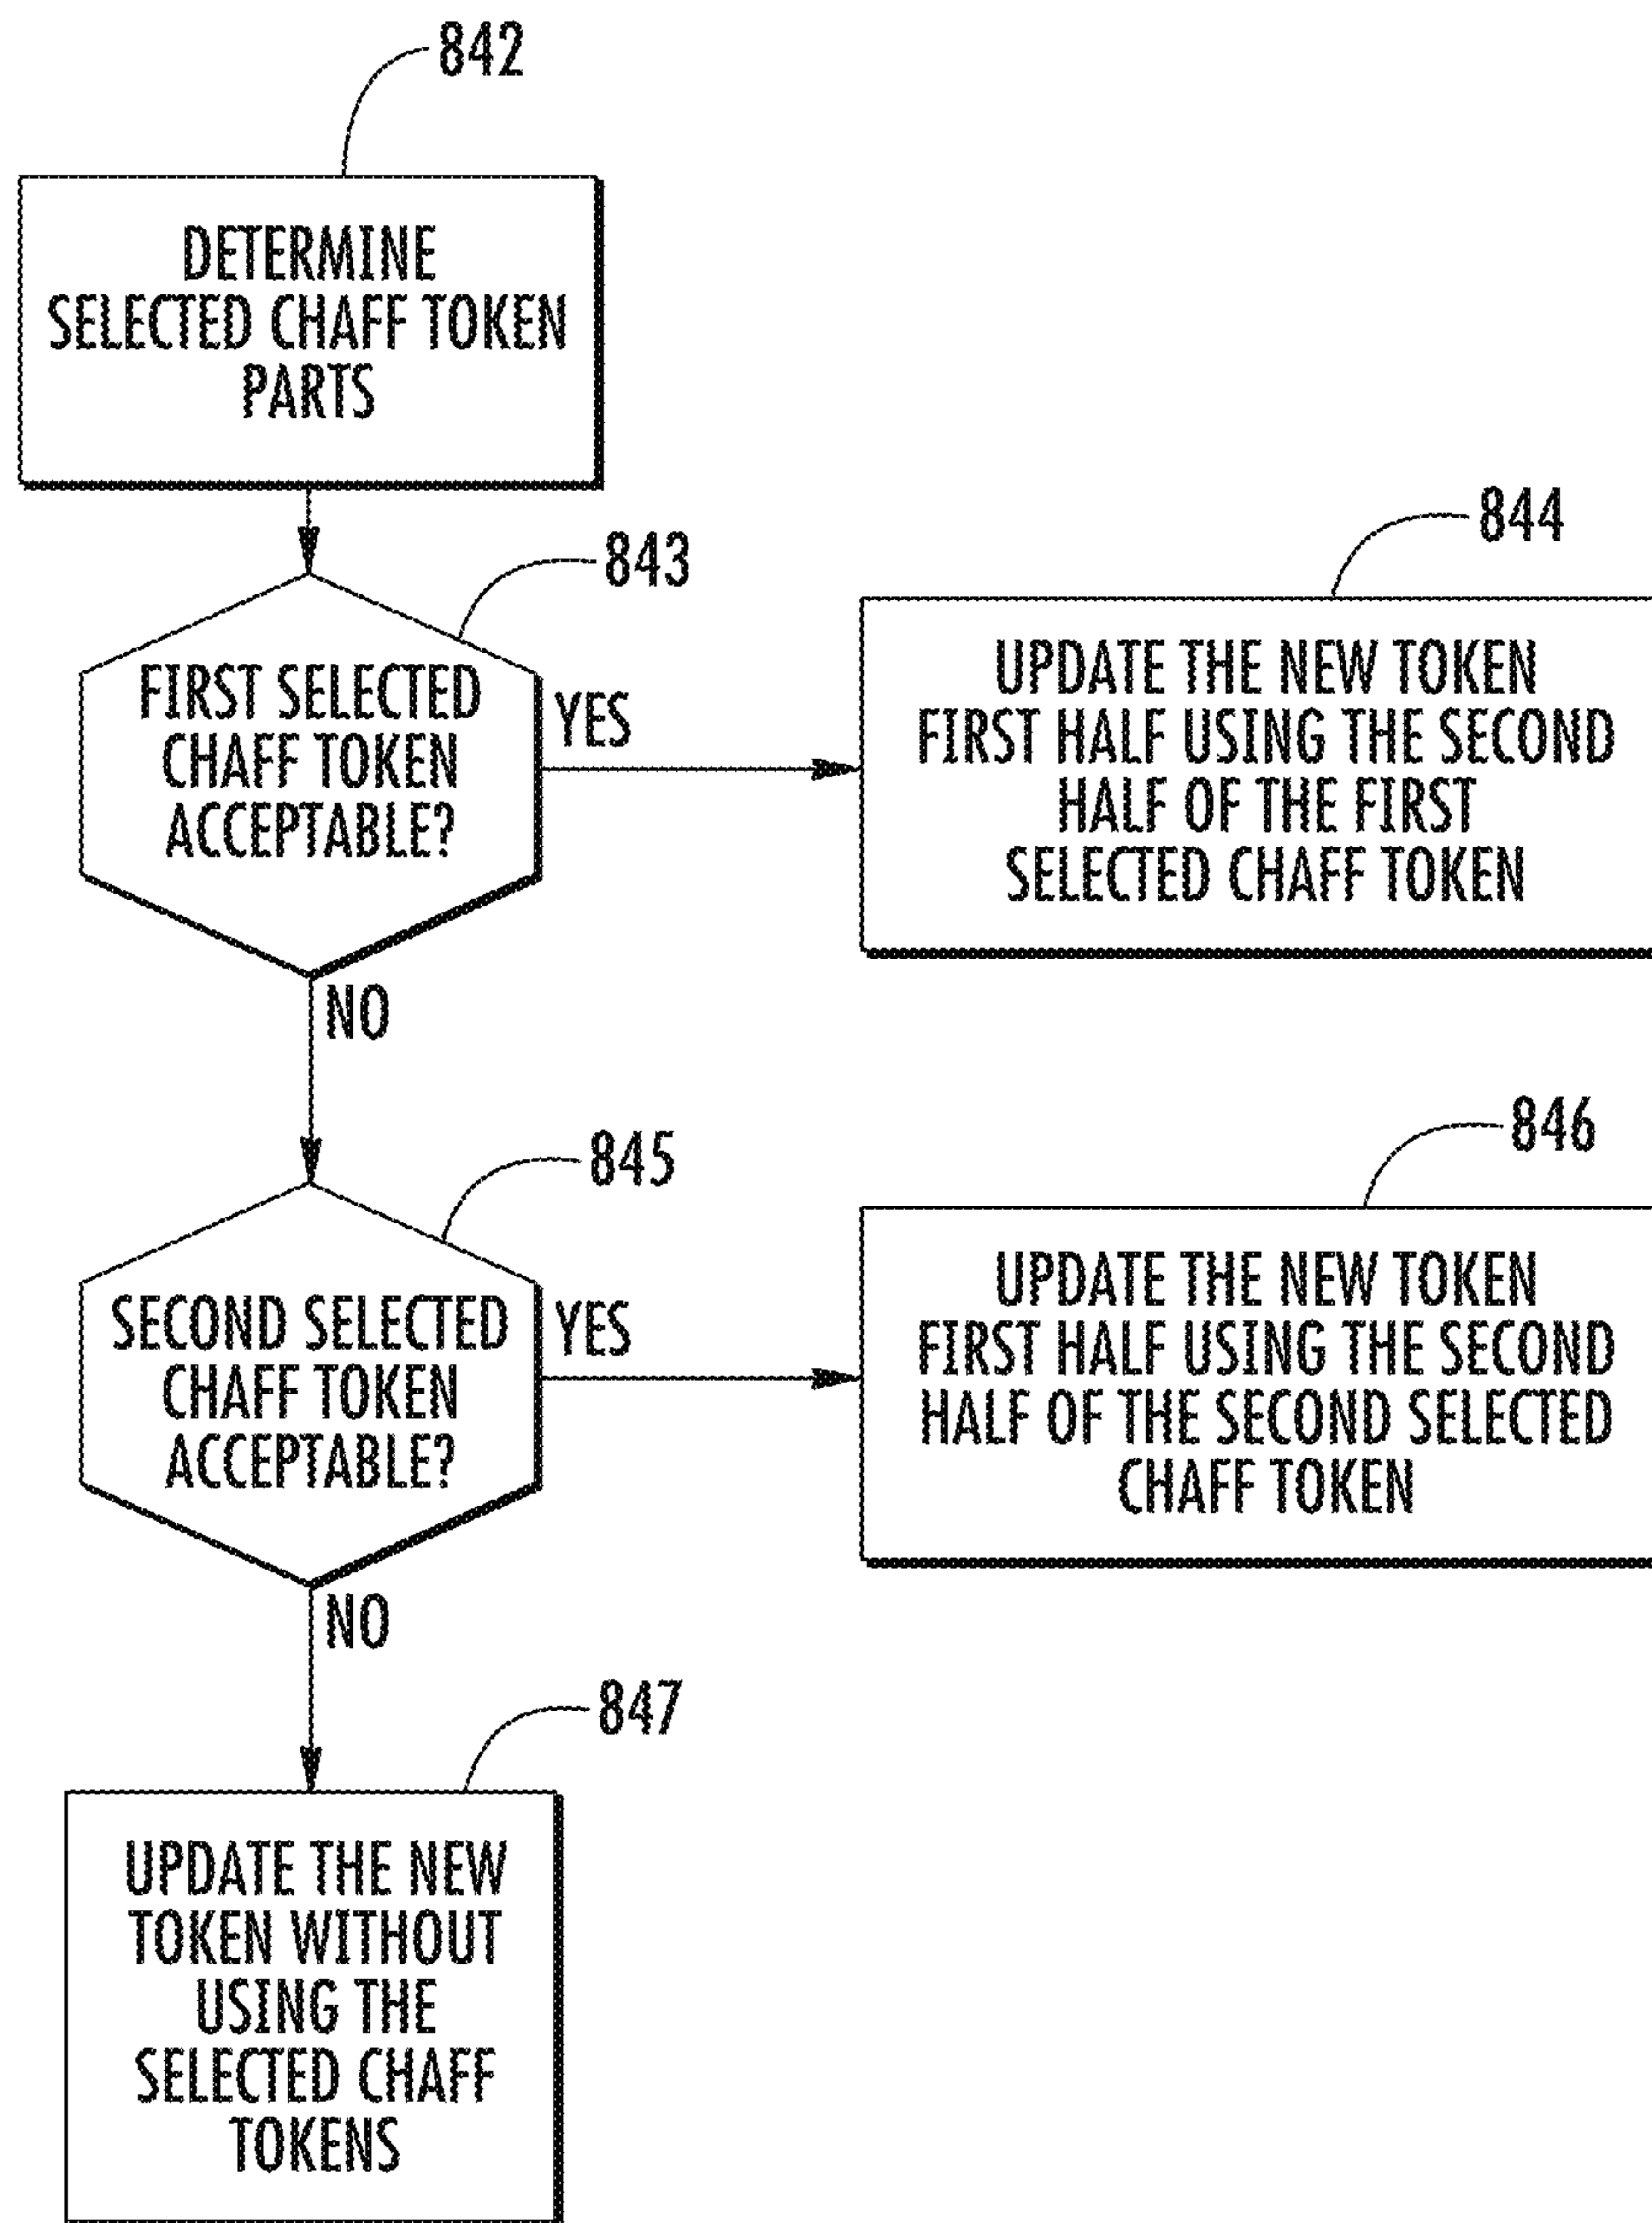 842
DETERMINE
SELECTED CHAFF TOKEN
PARTS
843
FIRST SELECTED
CHAFF TOKEN
ACCEPTABLE?
YES
844
UPDATE THE NEW TOKEN
FIRST HALF USING THE SECOND
HALF OF THE FIRST
SELECTED CHAFF TOKEN
NO
845
SECOND SELECTED
CHAFF TOKEN
ACCEPTABLE?
YES
846
UPDATE THE NEW TOKEN
FIRST HALF USING THE SECOND
HALF OF THE SECOND SELECTED
CHAFF TOKEN
NO
847
UPDATE THE NEW
TOKEN WITHOUT
USING THE
SELECTED CHAFF
TOKENS